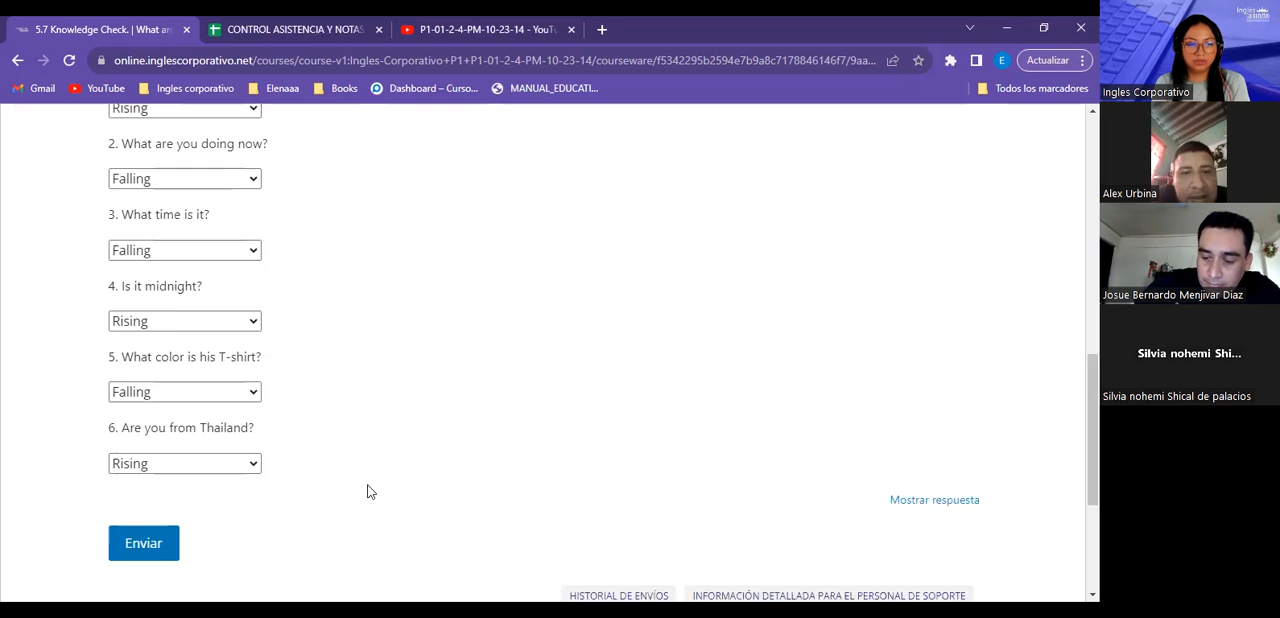 5.7 Knowledge Check. | What are
CONTROL ASISTENCIA Y NOTAS
P1-01-2-4-PM-10-23-14 - YouTu
online.inglescorporativo.net/courses/course-v1:Ingles-Corporativo+P1+P1-01-2-4-PM-10-23-14/courseware/f5342295b2594e7b9a8c7178846146f7/9aa...
E
Actualizar
Gmail
YouTube
Ingles corporativo
Elenaaa
Books
Dashboard – Curso...
MANUAL_EDUCATI...
Todos los marcadores
Rising
2. What are you doing now?
Falling
3. What time is it?
Falling
4. Is it midnight?
Rising
5. What color is his T-shirt?
Falling
6. Are you from Thailand?
Rising
Mostrar respuesta
Enviar
HISTORIAL DE ENVÍOS
INFORMACIÓN DETALLADA PARA EL PERSONAL DE SOPORTE
Ingles
Ingles Corporativo
Alex Urbina
Josue Bernardo Menjivar Diaz
Silvia nohemi Shi...
Silvia nohemi Shical de palacios